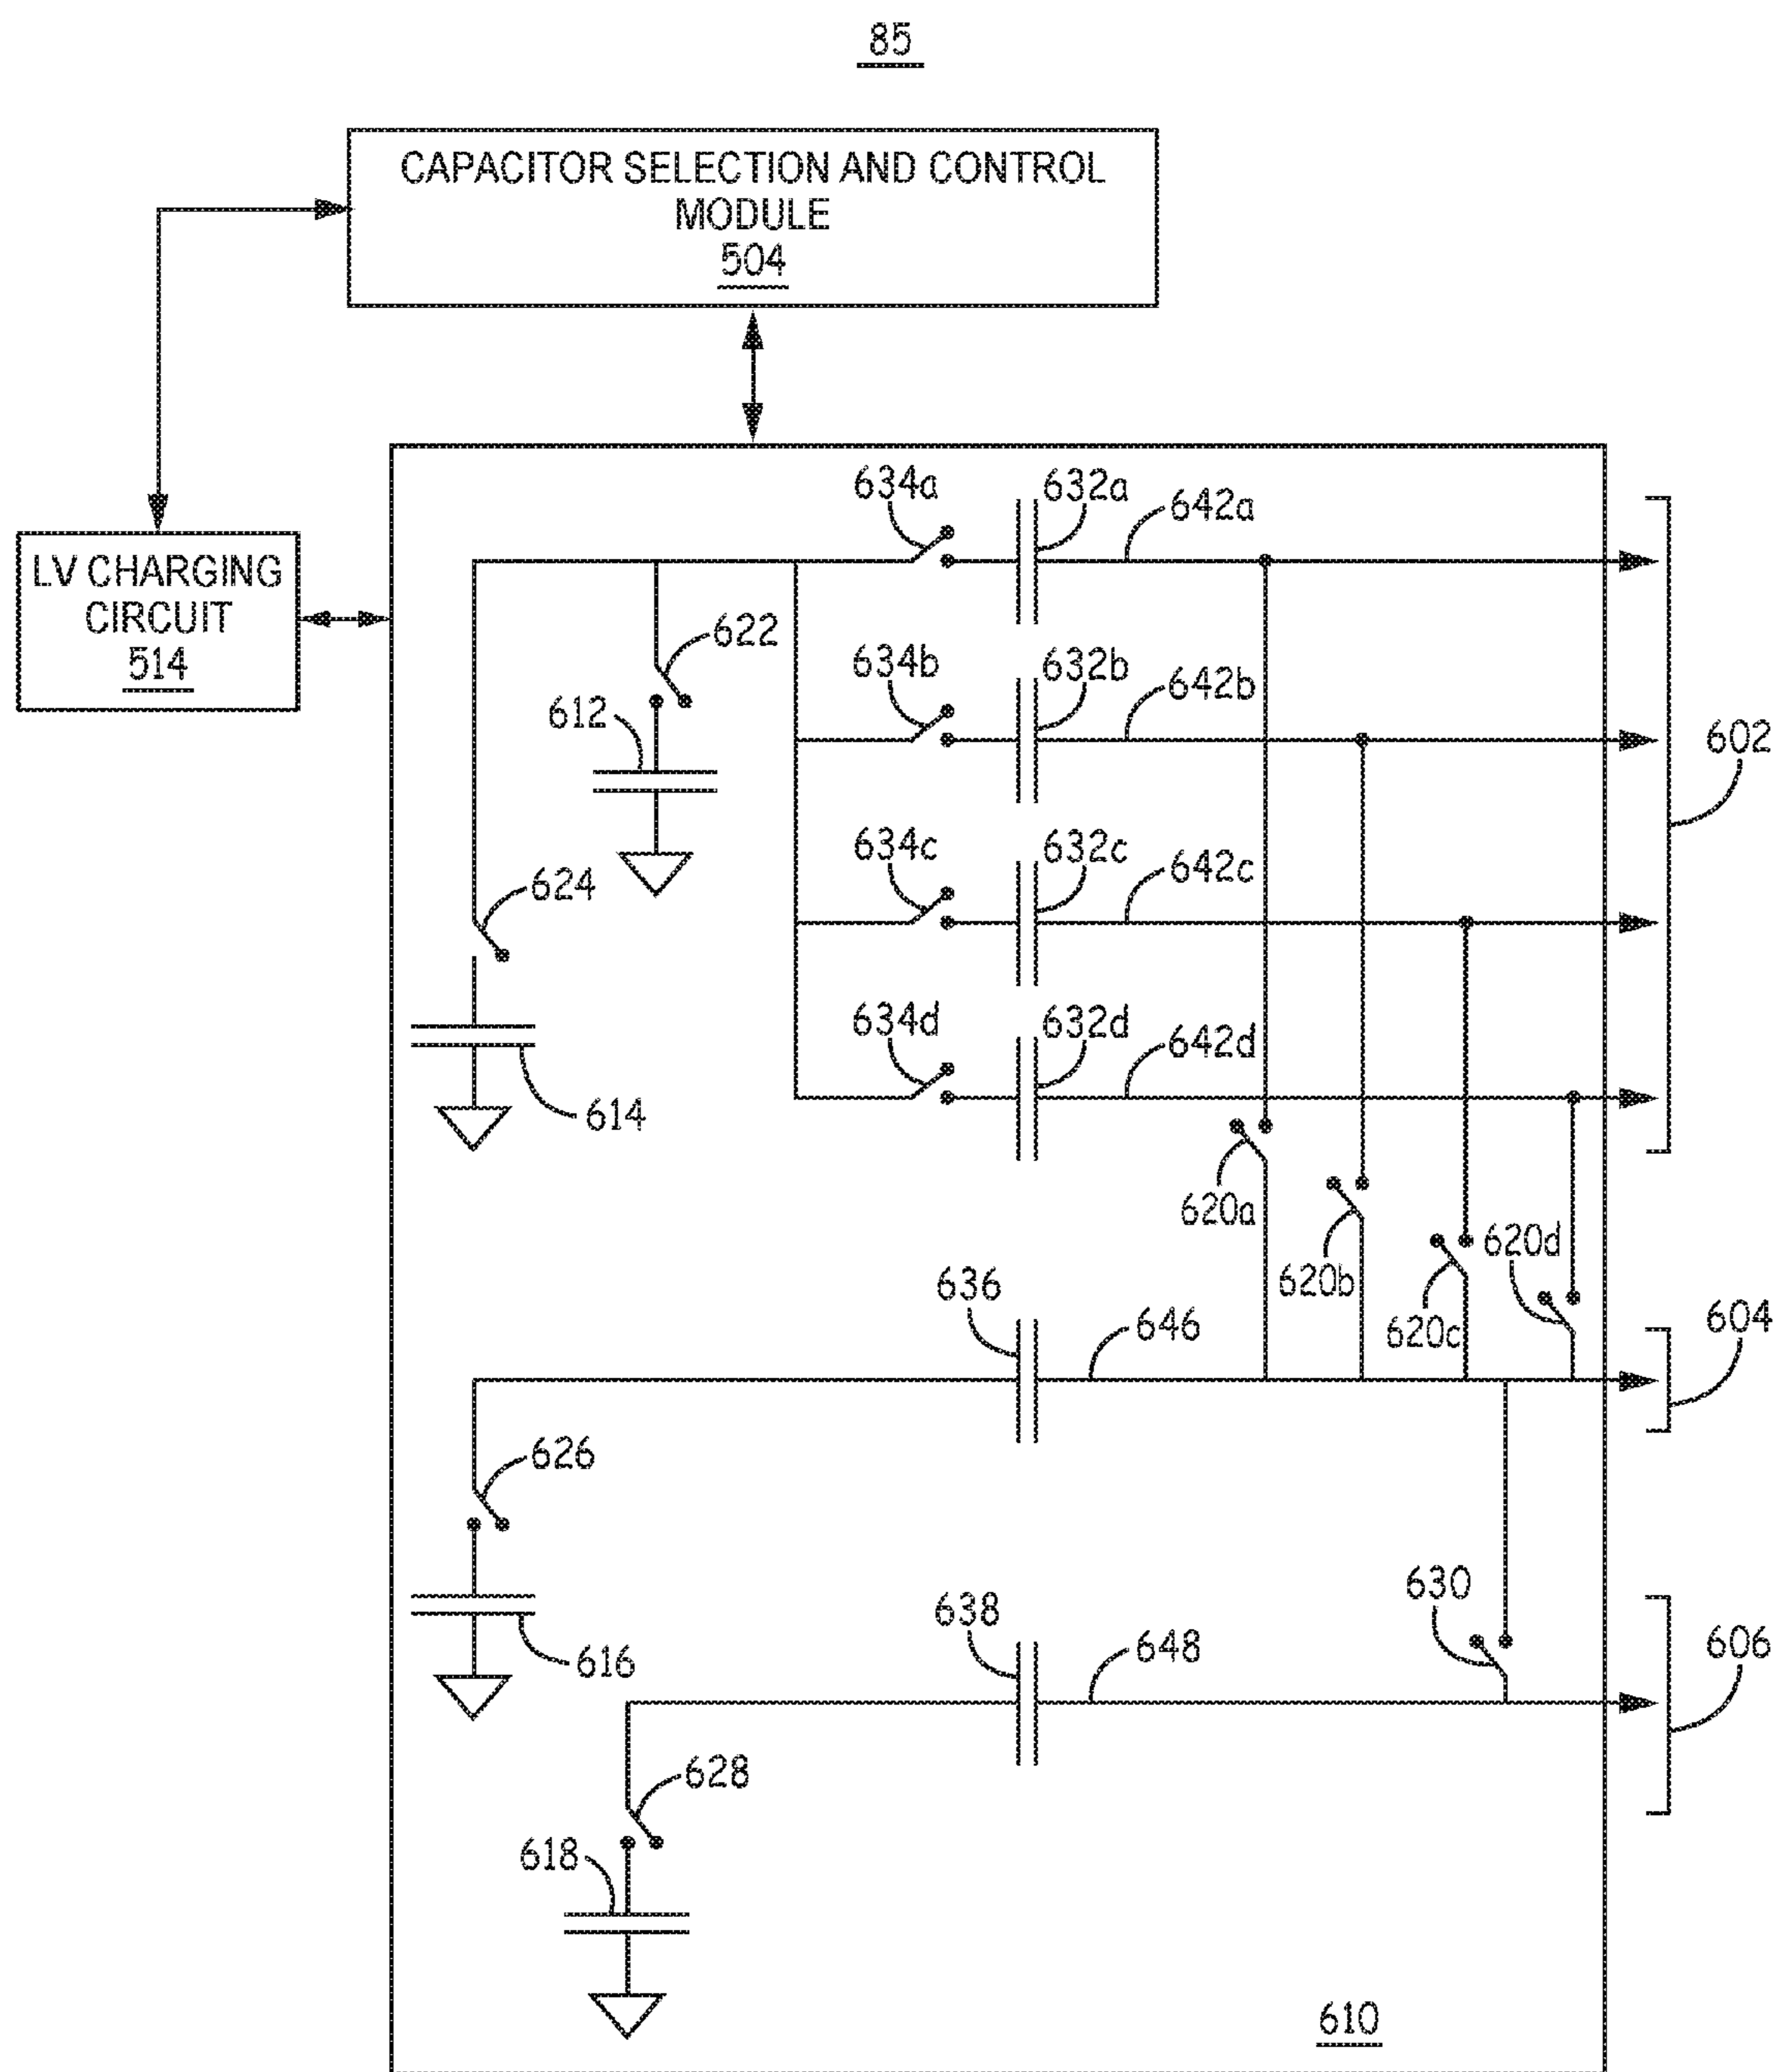 85
CAPACITOR SELECTION AND CONTROL
MODULE
504
LV CHARGING
CIRCUIT
514
634a
632a
642a
622
634b
632b
642b
612
602
634c
632c
642c
624
634d
632d
642d
614
620a
620b
620c
620d
636
646
604
626
630
638
648
616
606
628
618
610